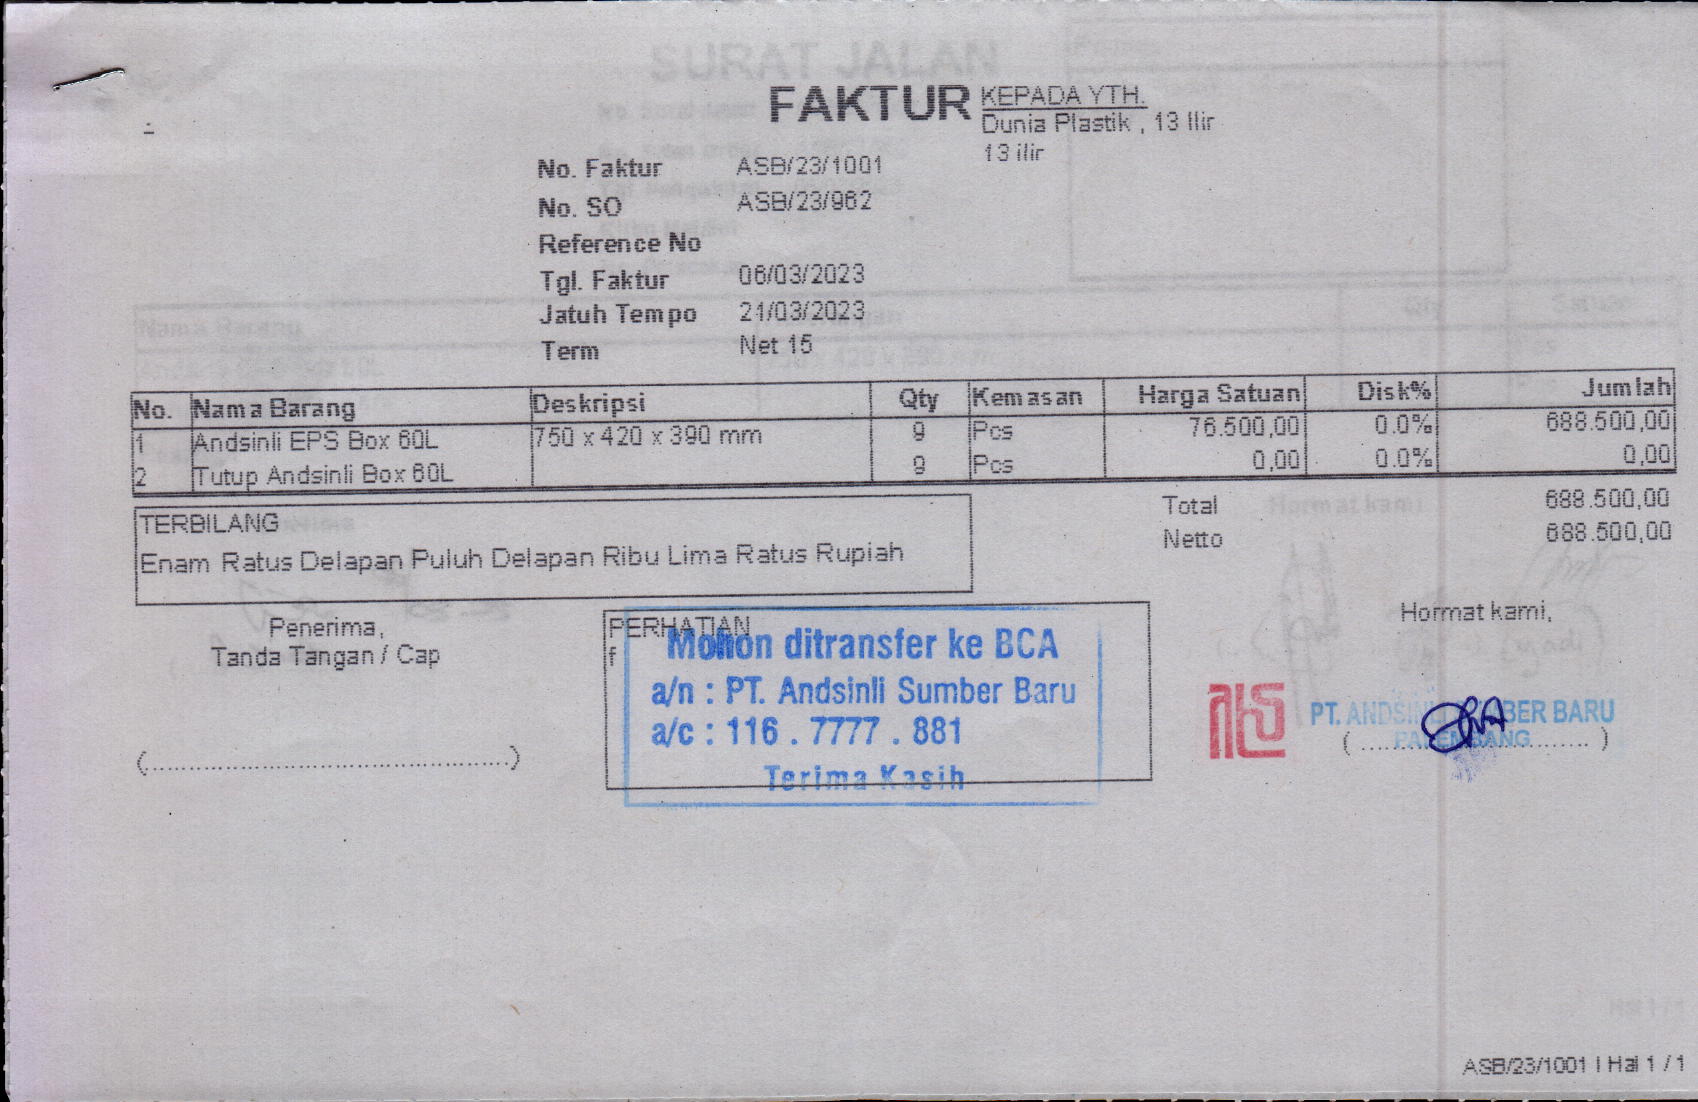 SURAT JALAN
FAKTUR
KEPADA YTH.
Dunia Plastik , 13 Ilir
13 ilir
No. Faktur ASB/23/1001
No. SO ASB/23/962
Reference No
Tgl. Faktur 06/03/2023
Jatuh Tempo 21/03/2023
Term Net 15
No. Nama Barang Deskripsi Qty Kemasan Harga Satuan Disk% Jumlah
1 Andsinli EPS Box 60L 750 x 420 x 390 mm 9 Pcs 76.500,00 0.0% 688.500,00
2 Tutup Andsinli Box 60L 9 Pcs 0,00 0.0% 0,00
Total 688.500,00
Netto 688.500,00
TERBILANG
Enam Ratus Delapan Puluh Delapan Ribu Lima Ratus Rupiah
Penerima,
Tanda Tangan / Cap
(................................................)
PERHATIAN
f
Mohon ditransfer ke BCA
a/n : PT. Andsinli Sumber Baru
a/c : 116 . 7777 . 881
Terima Kasih
Hormat kami,
PT. ANDSINLI SUMBER BARU
PALEMBANG
ASB/23/1001 | Hal 1 / 1